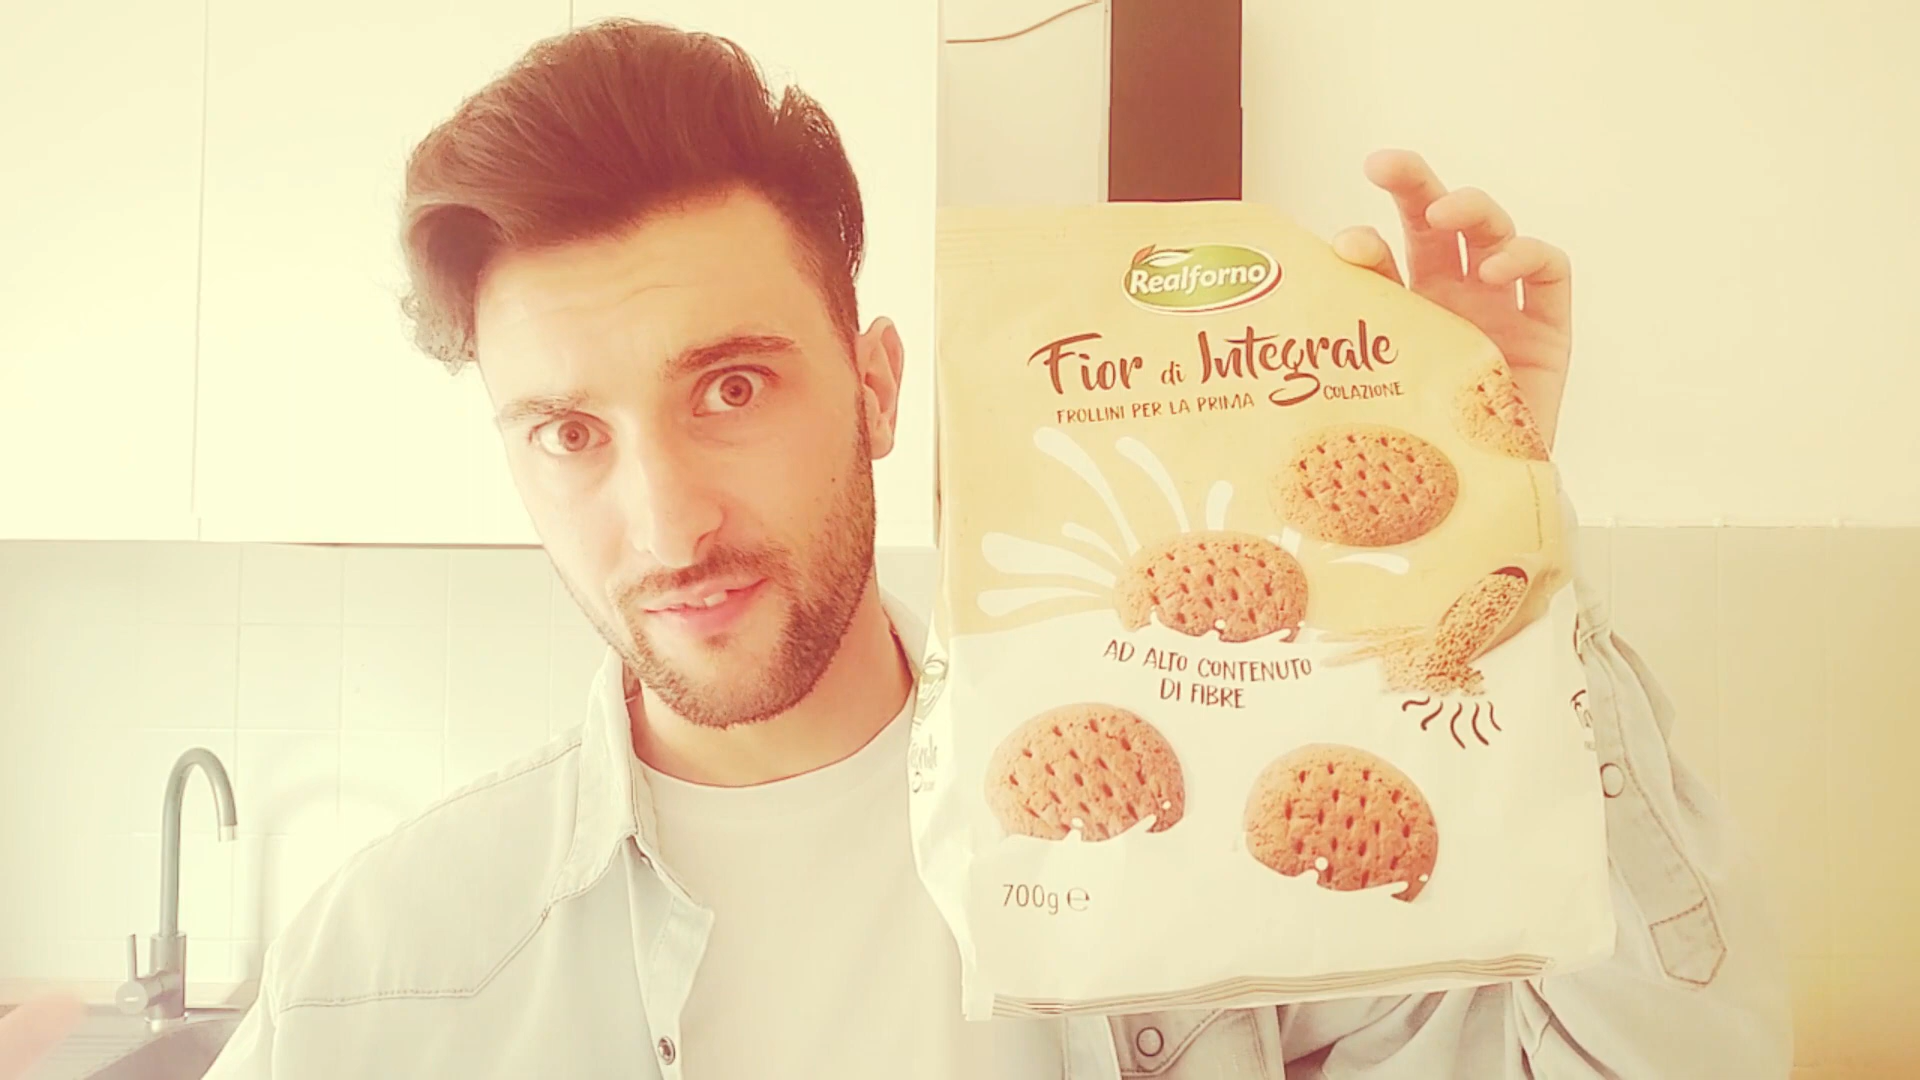 Realforno
Fior di Integrale
FROLLINI PER LA PRIMA COLAZIONE
AD ALTO CONTENUTO
DI FIBRE
700g ℮